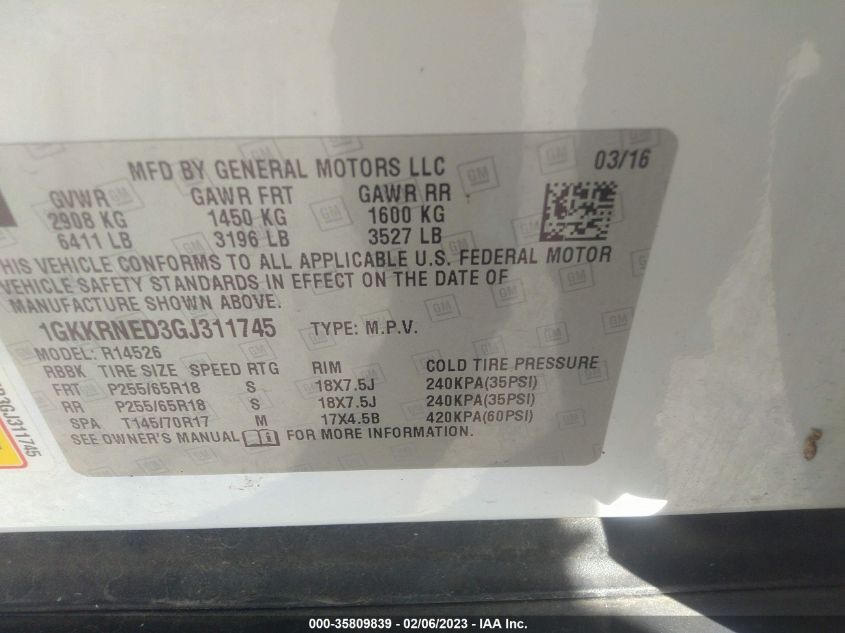 MFD BY GENERAL MOTORS LLC 03/16
GVWR GAWR FRT GAWR RR
2908 KG 1450 KG 1600 KG
6411 LB 3196 LB 3527 LB
HIS VEHICLE CONFORMS TO ALL APPLICABLE U.S. FEDERAL MOTOR
VEHICLE SAFETY STANDARDS IN EFFECT ON THE DATE OF
MANUFACTURE SHOWN ABOVE.
1GKKRNED3GJ311745 TYPE: M.P.V.
MODEL: R14526
RBBK TIRE SIZE SPEED RTG RIM COLD TIRE PRESSURE
FRT P255/65R18 S 18X7.5J 240KPA(35PSI)
RR P255/65R18 S 18X7.5J 240KPA(35PSI)
SPA T145/70R17 M 17X4.5B 420KPA(60PSI)
SEE OWNER'S MANUAL FOR MORE INFORMATION.
3GJ311745
GM
000-35809839 - 02/06/2023 - IAA Inc.